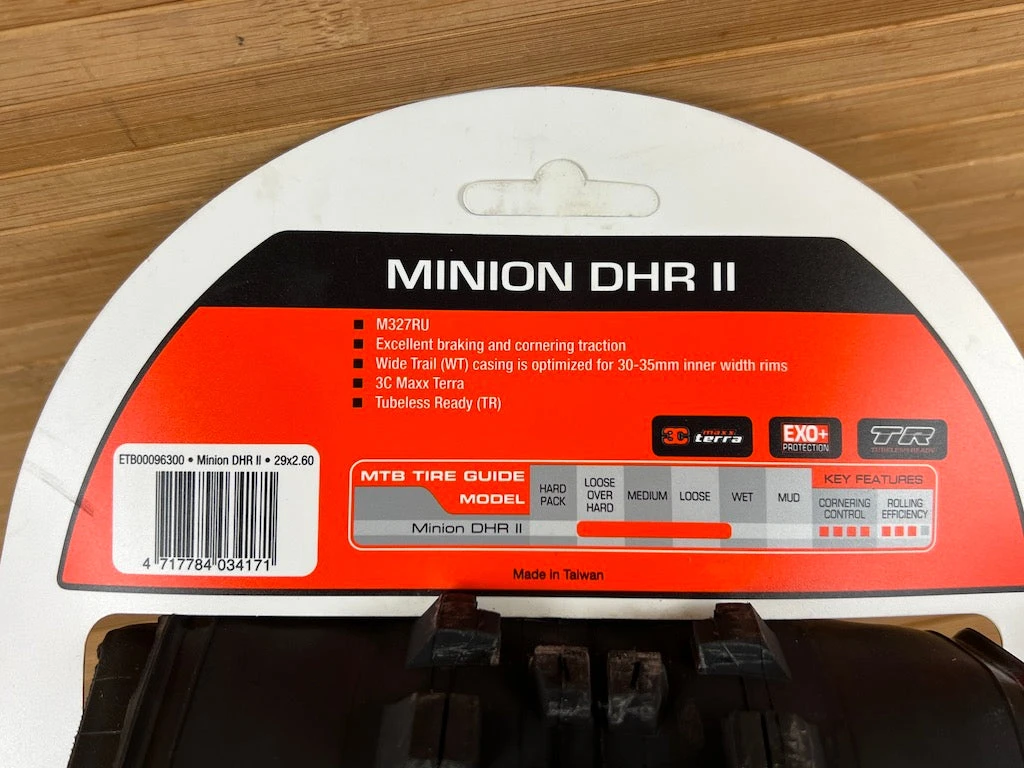 MINION DHR II
M327RU
Excellent braking and cornering traction
Wide Trail (WT) casing is optimized for 30-35mm inner width rims
3C Maxx Terra
Tubeless Ready (TR)
3C maxx terra
EXO+ PROTECTION
TR TUBELESS READY
ETB00096300 • Minion DHR II • 29x2.60
4 717784 034171
MTB TIRE GUIDE
MODEL
HARD PACK
LOOSE OVER HARD
MEDIUM
LOOSE
WET
MUD
KEY FEATURES
CORNERING CONTROL
ROLLING EFFICIENCY
Minion DHR II
Made in Taiwan